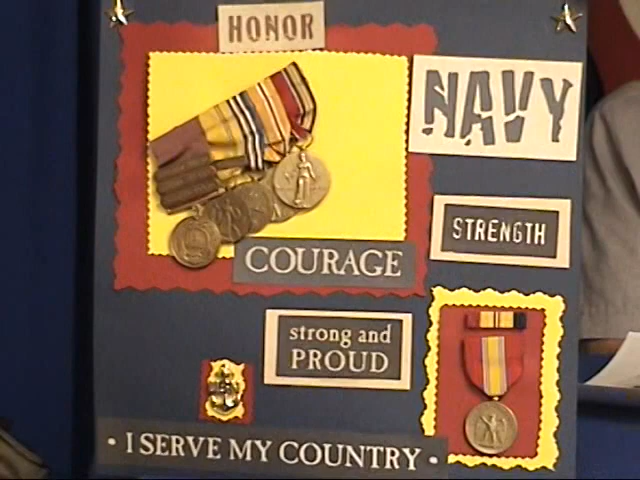 HONOR
NAVY
STRENGTH
COURAGE
strong and
PROUD
• I SERVE MY COUNTRY •